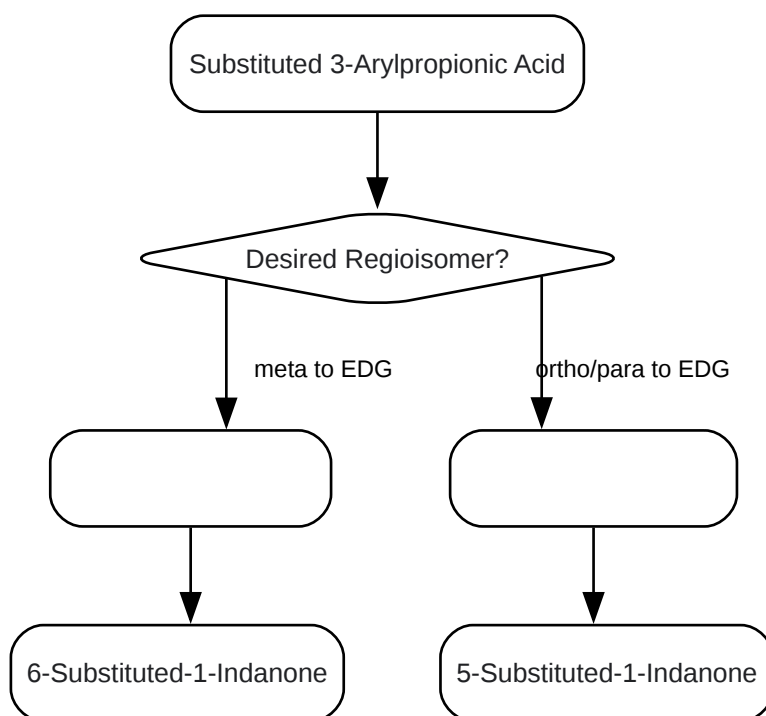 Substituted 3-Arylpropionic Acid
Desired Regioisomer?
meta to EDG
ortho/para to EDG
6-Substituted-1-Indanone
5-Substituted-1-Indanone